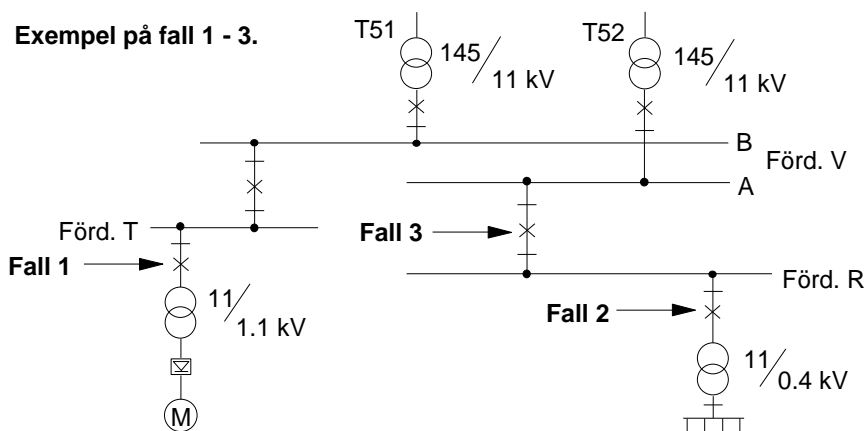 Exempel på fall 1 - 3.
T51
145/
11 kV
T52
145/
11 kV
B
Förd. V
A
Förd. T
Fall 3
Fall 1
Förd. R
11/
1.1 kV
Fall 2
11/
0.4 kV
M